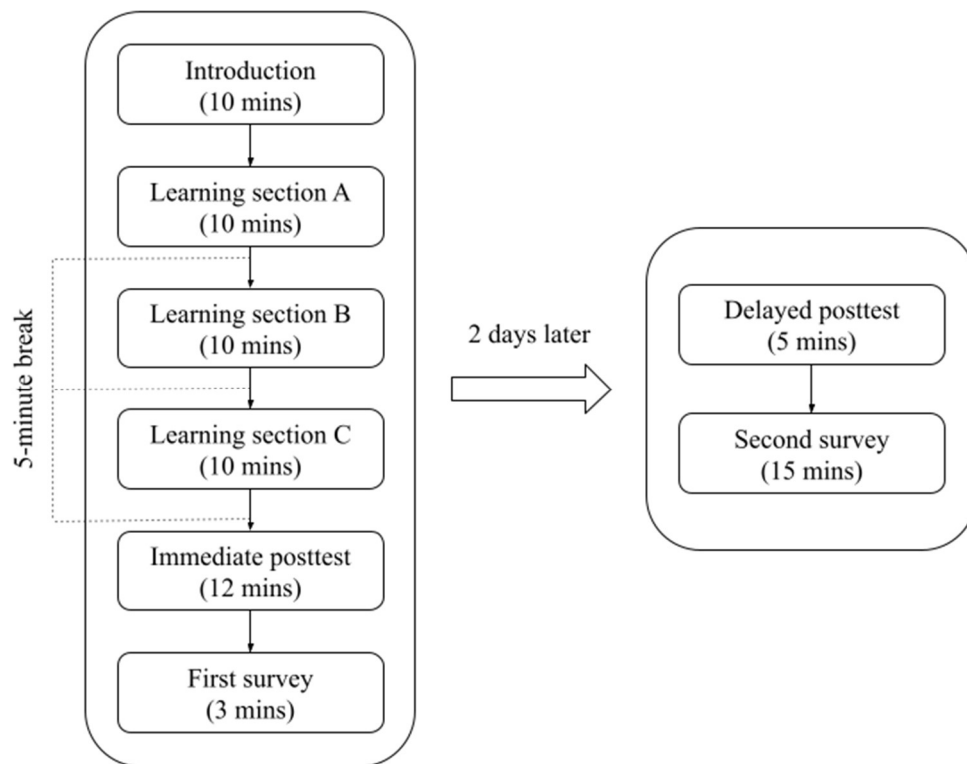 Introduction
(10 mins)
Learning section A
(10 mins)
5-minute break
Learning section B
(10 mins)
Learning section C
(10 mins)
Immediate posttest
(12 mins)
First survey
(3 mins)
2 days later
Delayed posttest
(5 mins)
Second survey
(15 mins)